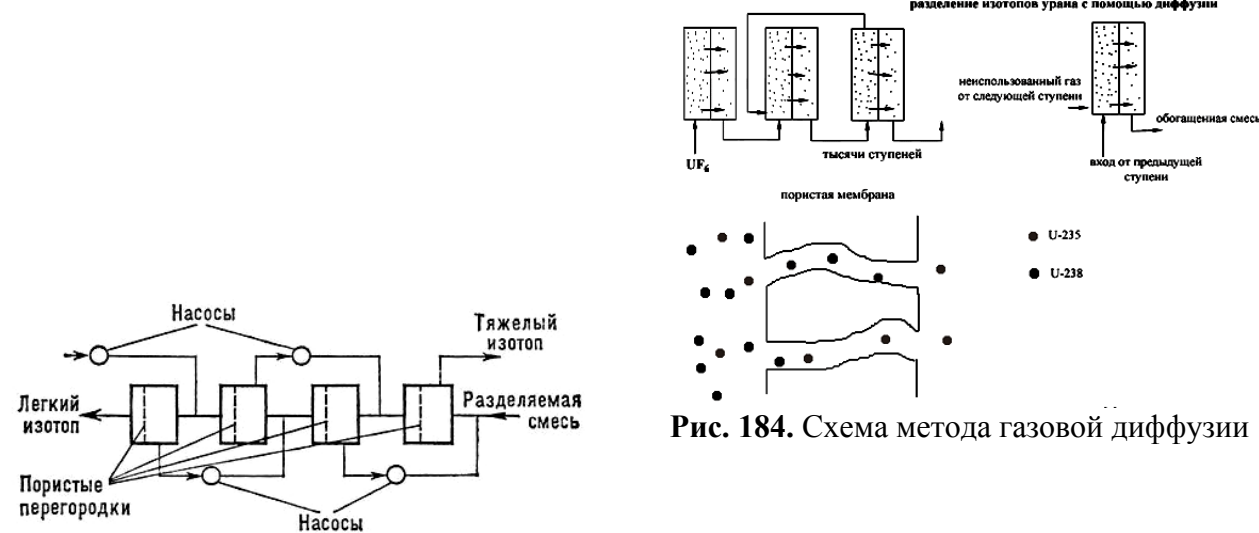 разделение изотопов урана с помощью диффузии
неиспользованный газ
от следующей ступени
обогащенная смесь
UF6
тысячи ступеней
вход от предыдущей
ступени
пористая мембрана
U-235
U-238
Насосы
Тяжелый
изотоп
Легкий
изотоп
Разделяемая
смесь
Пористые
перегородки
Насосы
Рис. 184. Схема метода газовой диффузии